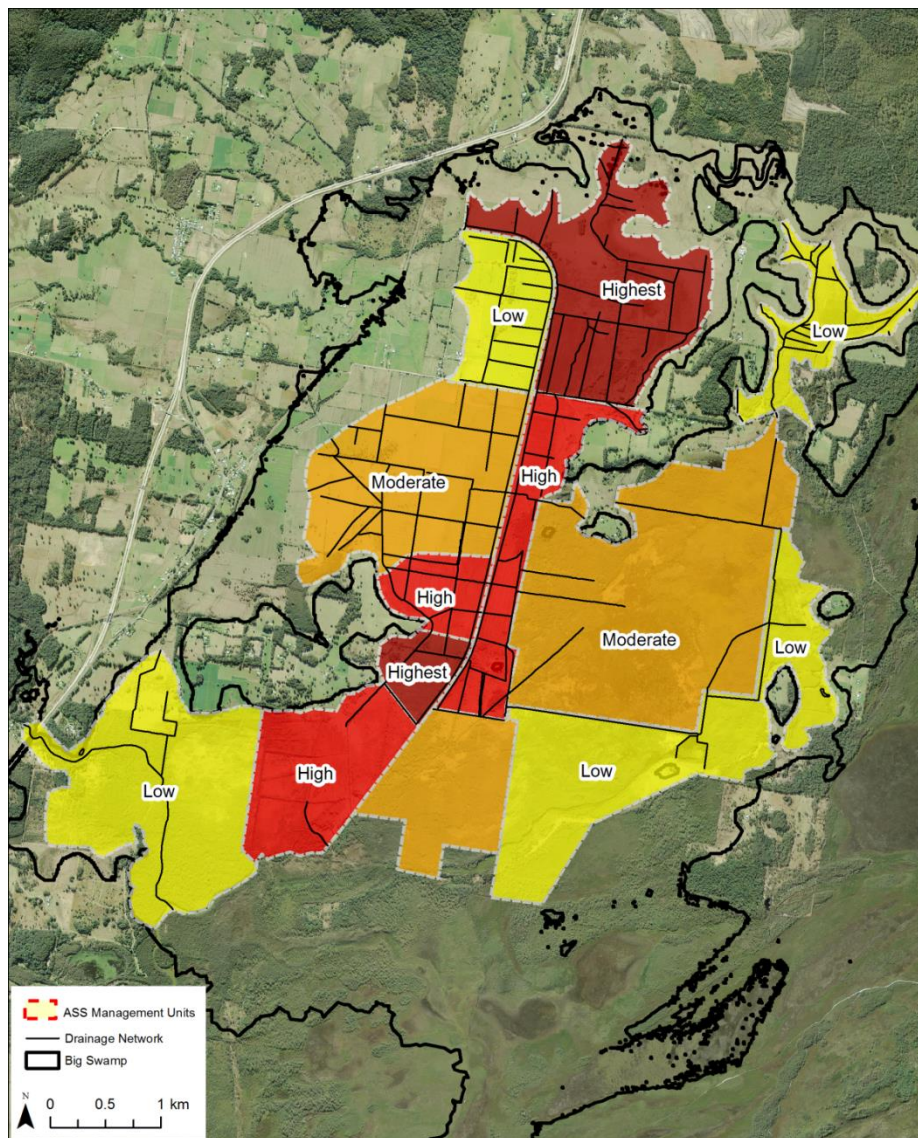 Highest
Low
Low
High
Moderate
High
Moderate
Low
Highest
Low
High
Low
ASS Management Units
Drainage Network
Big Swamp
N
0 0.5 1 km